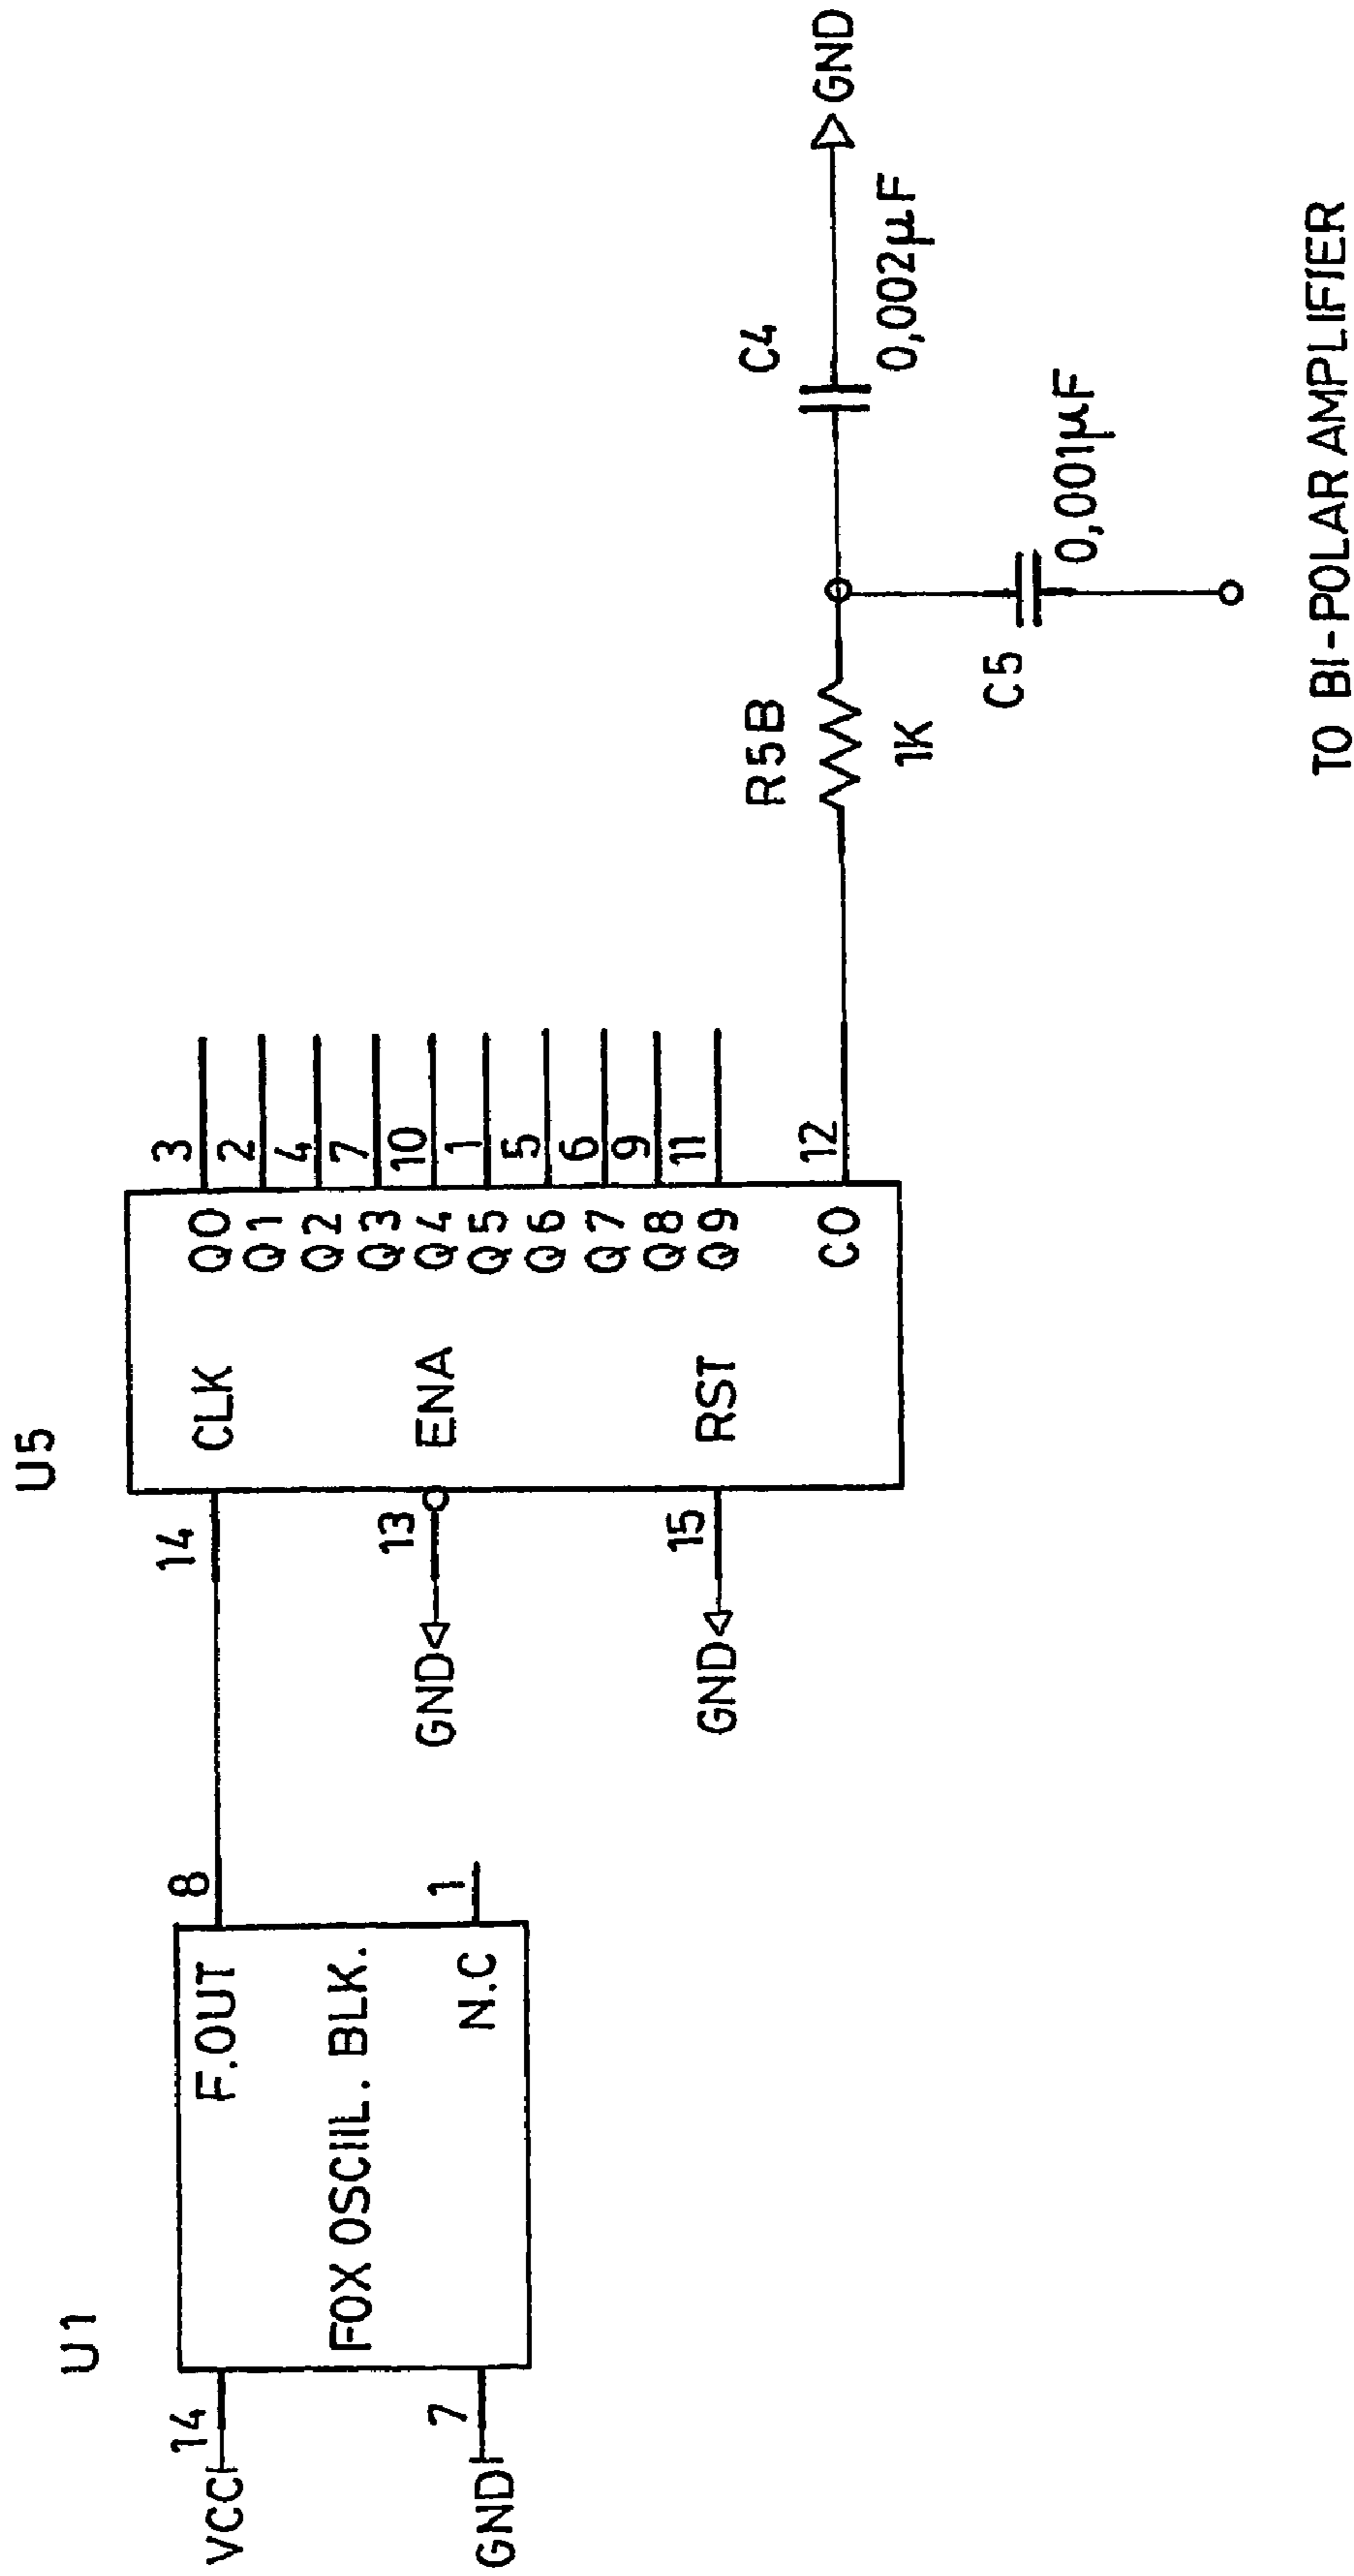 U1
VCC
14
GND
7
F.OUT
FOX OSCIIL. BLK.
N.C
8
1
U5
14
13
GND
15
GND
CLK
ENA
RST
Q0
Q1
Q2
Q3
Q4
Q5
Q6
Q7
Q8
Q9
CO
3
2
4
7
10
1
5
6
9
11
12
R5B
1K
C4
0,002µF
GND
C5
0,001µF
TO BI-POLAR AMPLIFIER